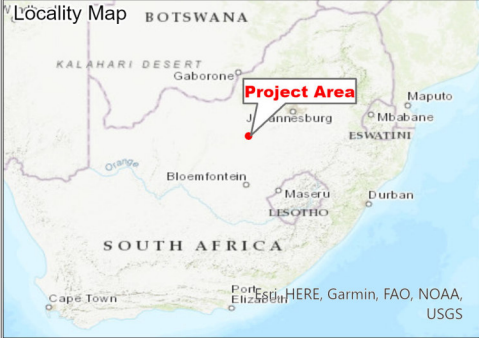 Locality Map
BOTSWANA
KALAHARI DESERT
Gaborone
Project Area
Maputo
Mbabane
ESWATINI
Orange
Bloemfontein
Maseru
Durban
LESOTHO
SOUTH AFRICA
Port
Elizabeth
Cape Town
Esri, HERE, Garmin, FAO, NOAA,
USGS